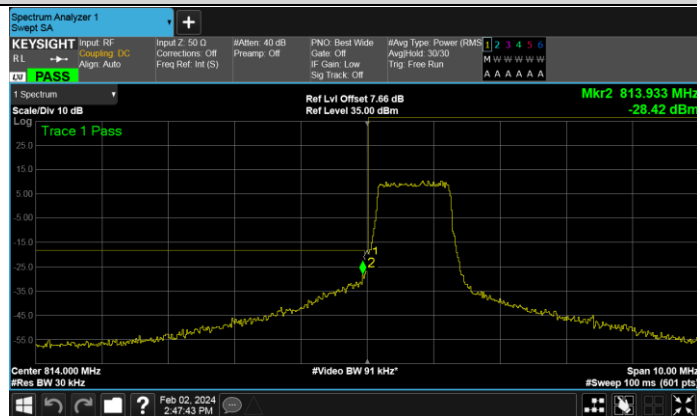 Spectrum Analyzer 1
Swept SA
KEYSIGHT
RL
LXI PASS
Input: RF
Coupling: DC
Align: Auto
Input Z: 50 Ω
Corrections: Off
Freq Ref: Int (S)
#Atten: 40 dB
Preamp: Off
PNO: Best Wide
Gate: Off
IF Gain: Low
Sig Track: Off
#Avg Type: Power (RMS
Avg|Hold: 30/30
Trig: Free Run
1 2 3 4 5 6
M W W W W W
A A A A A A
1 Spectrum
Scale/Div 10 dB
Log
Ref Lvl Offset 7.66 dB
Ref Level 35.00 dBm
Mkr2 813.933 MHz
-28.42 dBm
Trace 1 Pass
25.0
15.0
5.00
-5.00
-15.0
-25.0
-35.0
-45.0
-55.0
1
2
Center 814.000 MHz
#Res BW 30 kHz
#Video BW 91 kHz*
Span 10.00 MHz
#Sweep 100 ms (601 pts)
?
Feb 02, 2024
2:47:43 PM